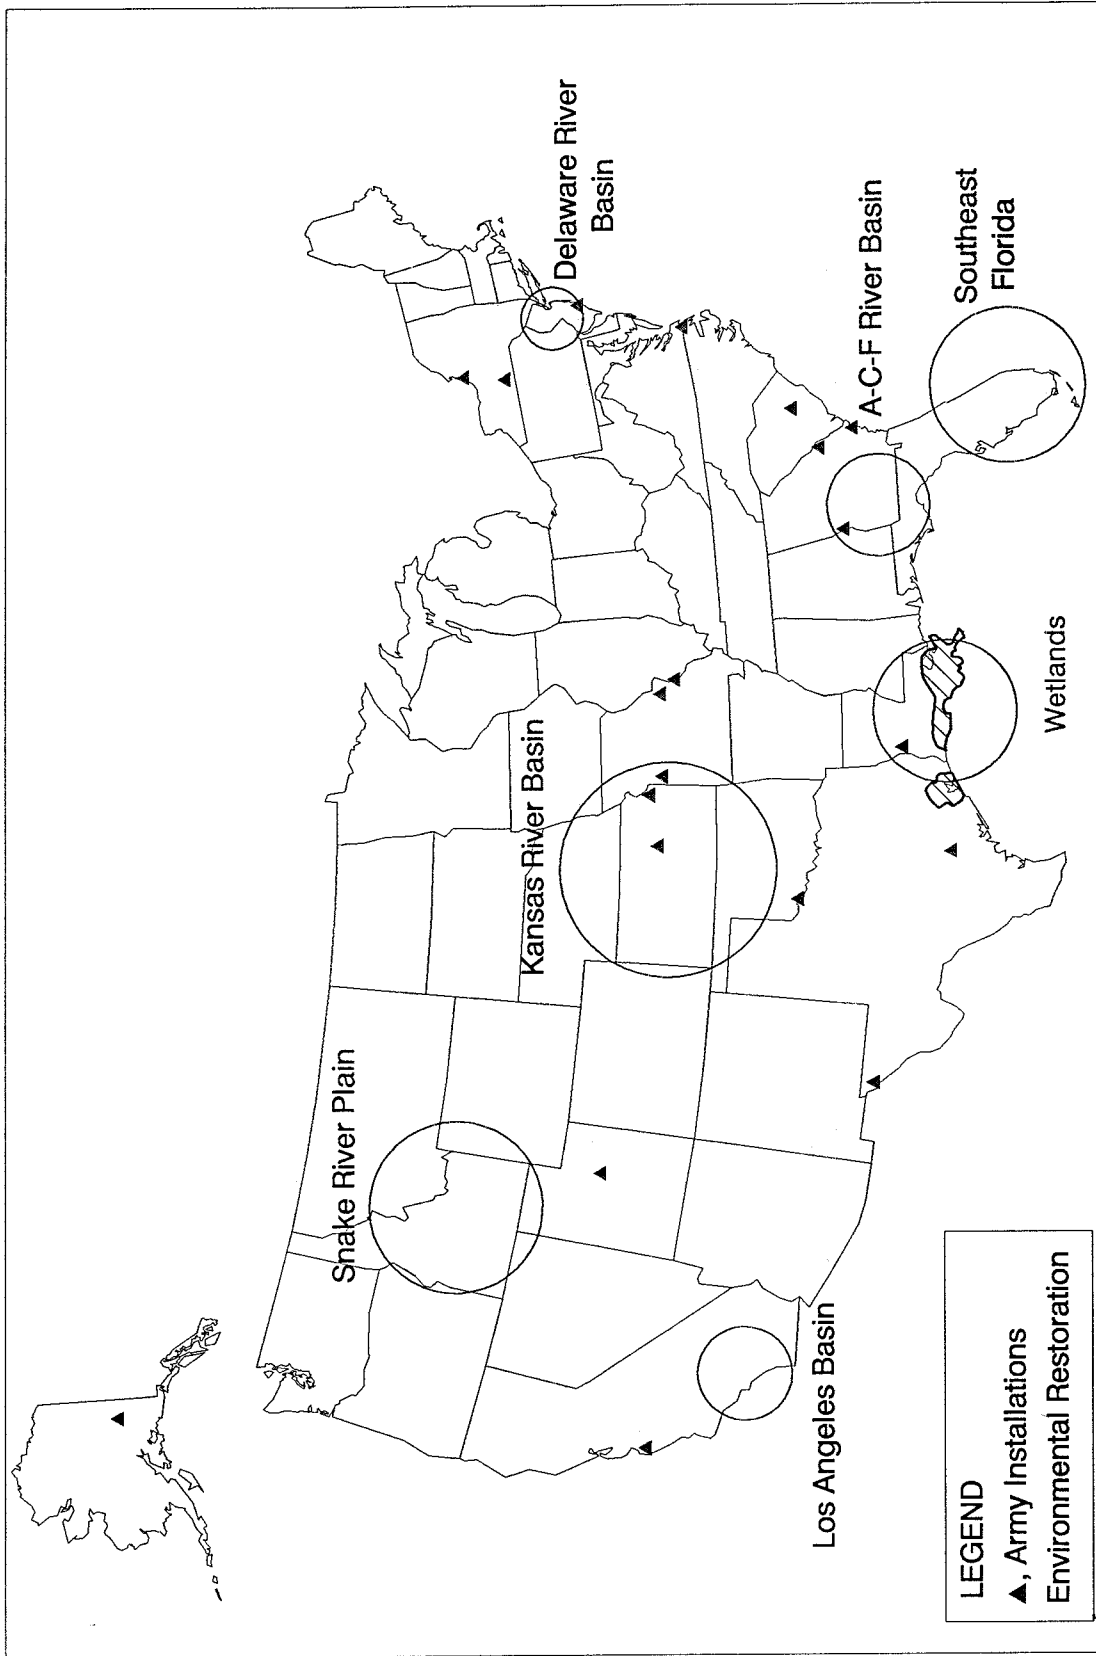 Snake River Plain
Kansas River Basin
Delaware River
Basin
Los Angeles Basin
Wetlands
A-C-F River Basin
Southeast
Florida
LEGEND
▲, Army Installations
Environmental Restoration